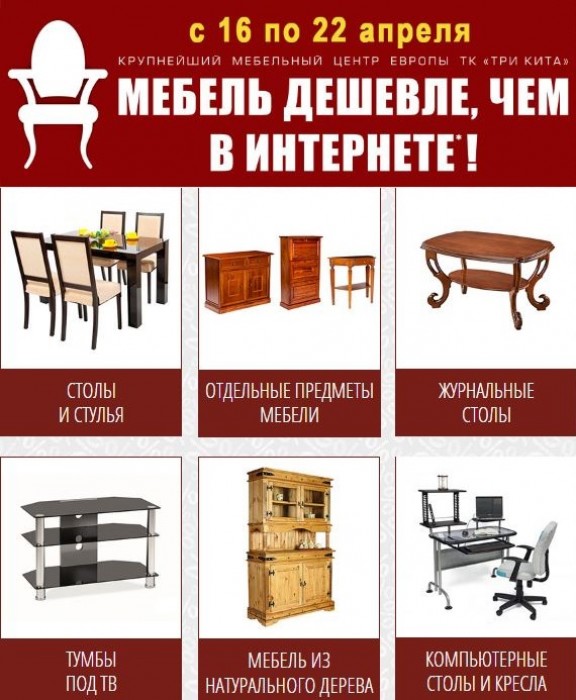 с 16 по 22 апреля
КРУПНЕЙШИЙ МЕБЕЛЬНЫЙ ЦЕНТР ЕВРОПЫ ТК «ТРИ КИТА»
МЕБЕЛЬ ДЕШЕВЛЕ, ЧЕМ
В ИНТЕРНЕТЕ*!
СТОЛЫ
И СТУЛЬЯ
ОТДЕЛЬНЫЕ ПРЕДМЕТЫ
МЕБЕЛИ
ЖУРНАЛЬНЫЕ
СТОЛЫ
ТУМБЫ
ПОД ТВ
МЕБЕЛЬ ИЗ
НАТУРАЛЬНОГО ДЕРЕВА
КОМПЬЮТЕРНЫЕ
СТОЛЫ И КРЕСЛА